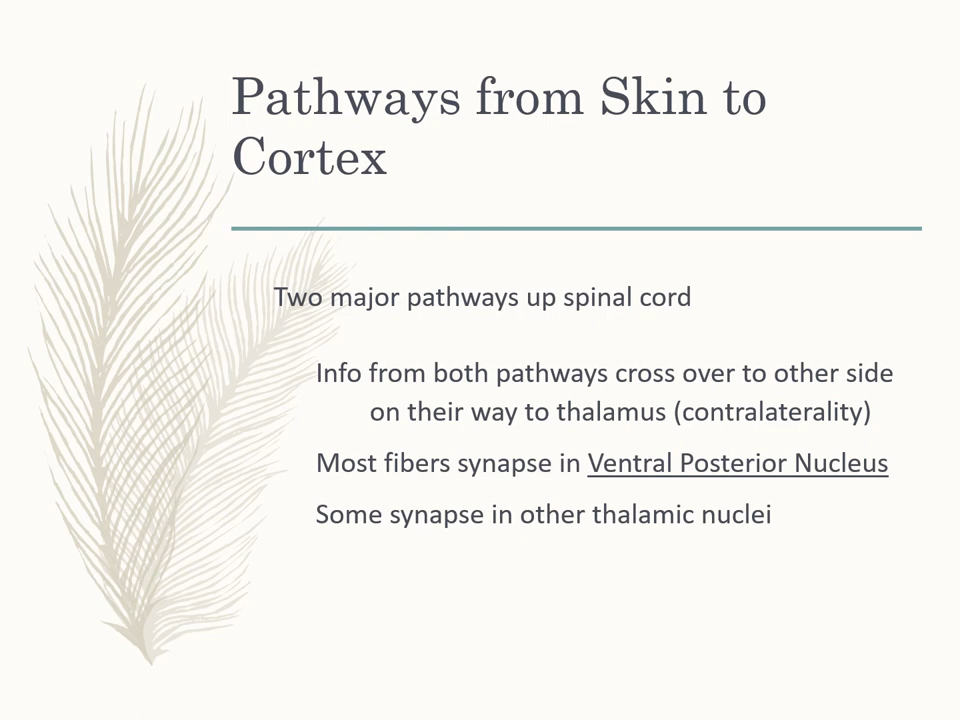 Pathways from Skin to
Cortex
Two major pathways up spinal cord
Info from both pathways cross over to other side
on their way to thalamus (contralaterality)
Most fibers synapse in Ventral Posterior Nucleus
Some synapse in other thalamic nuclei